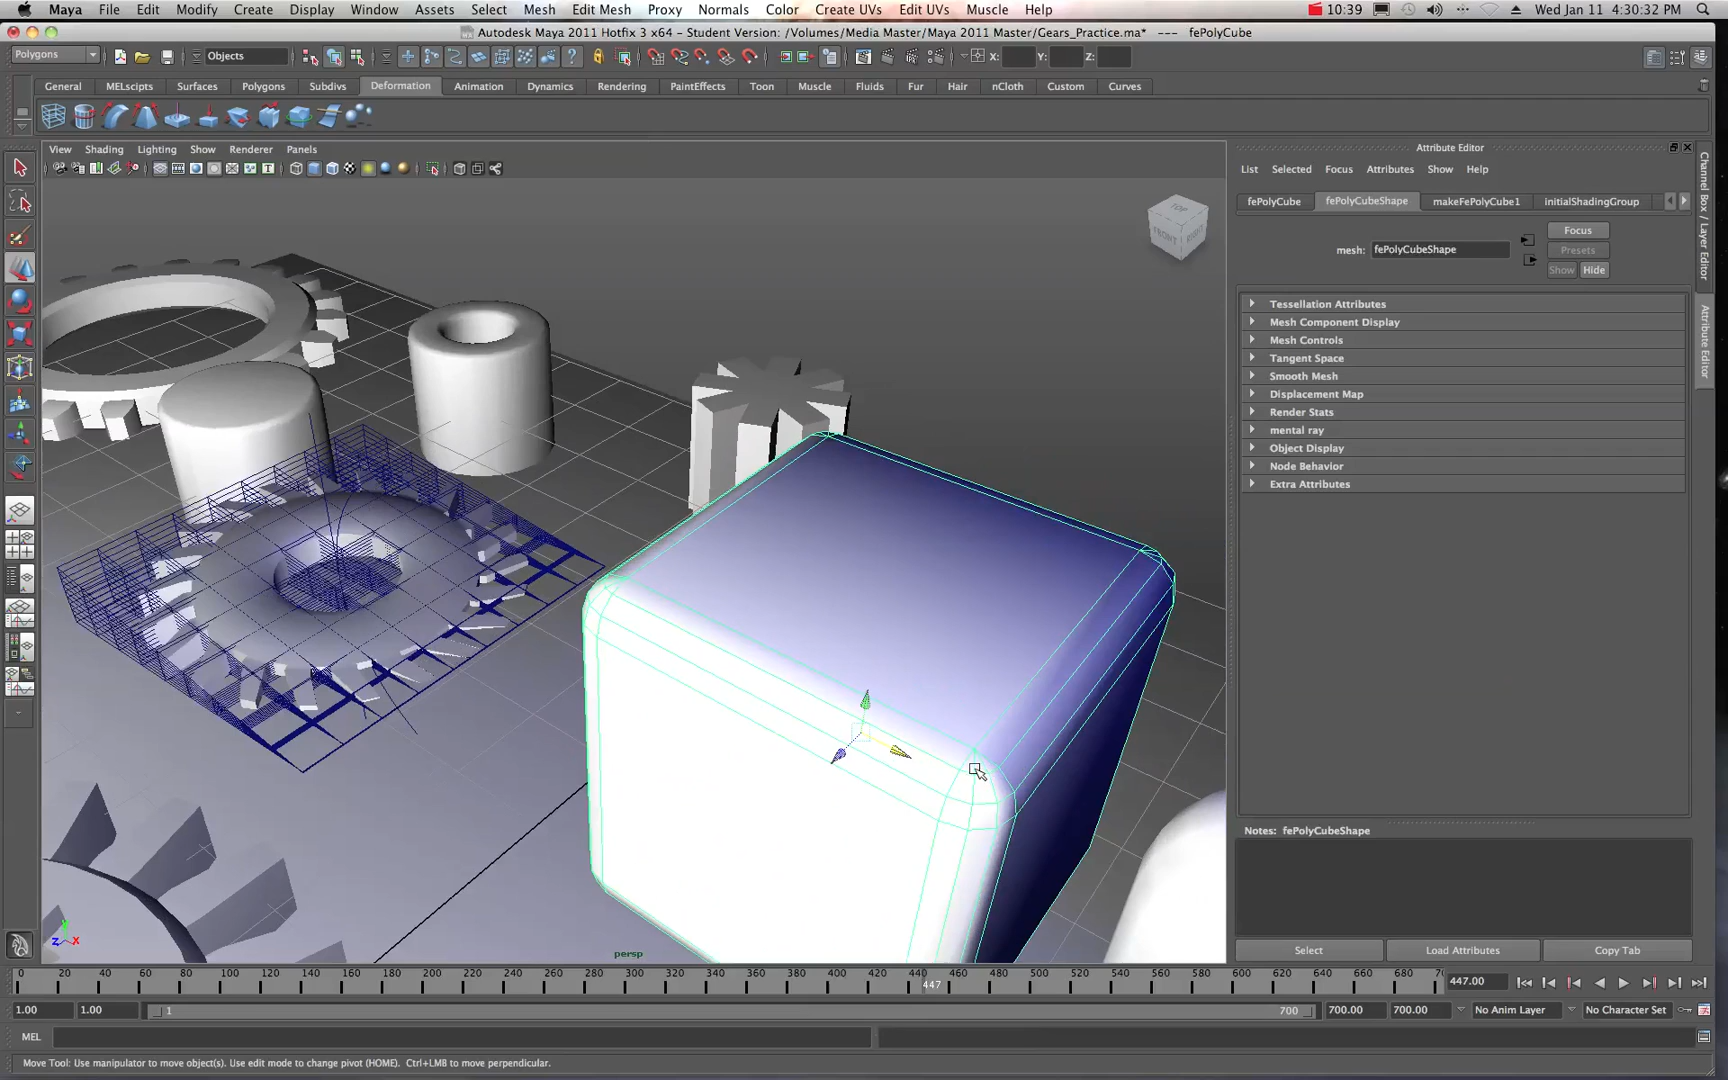 Maya File Edit Modify Create Display Window Assets Select Mesh Edit Mesh Proxy Normals Color Create UVs Edit UVs Muscle Help 10:39 Wed Jan 11 4:30:32 PM
Autodesk Maya 2011 Hotfix 3 x64 - Student Version: /Volumes/Media Master/Maya 2011 Master/Gears_Practice.ma* --- fePolyCube
Polygons Objects X: Y: Z:
General MELscipts Surfaces Polygons Subdivs Deformation Animation Dynamics Rendering PaintEffects Toon Muscle Fluids Fur Hair nCloth Custom Curves
View Shading Lighting Show Renderer Panels
Attribute Editor
List Selected Focus Attributes Show Help
fePolyCube fePolyCubeShape makeFePolyCube1 initialShadingGroup
Focus
mesh: fePolyCubeShape
Presets
Show Hide
Tessellation Attributes
Mesh Component Display
Mesh Controls
Tangent Space
Smooth Mesh
Displacement Map
Render Stats
mental ray
Object Display
Node Behavior
Extra Attributes
Channel Box / Layer Editor
Attribute Editor
TOP
FRONT RIGHT
Notes: fePolyCubeShape
Select Load Attributes Copy Tab
Z X
persp
0 20 40 60 80 100 120 140 160 180 200 220 240 260 280 300 320 340 360 380 400 420 440 460 480 500 520 540 560 580 600 620 640 660 680
447
447.00
1.00 1.00 1 700 700.00 700.00 No Anim Layer No Character Set
MEL
Move Tool: Use manipulator to move object(s). Use edit mode to change pivot (HOME). Ctrl+LMB to move perpendicular.